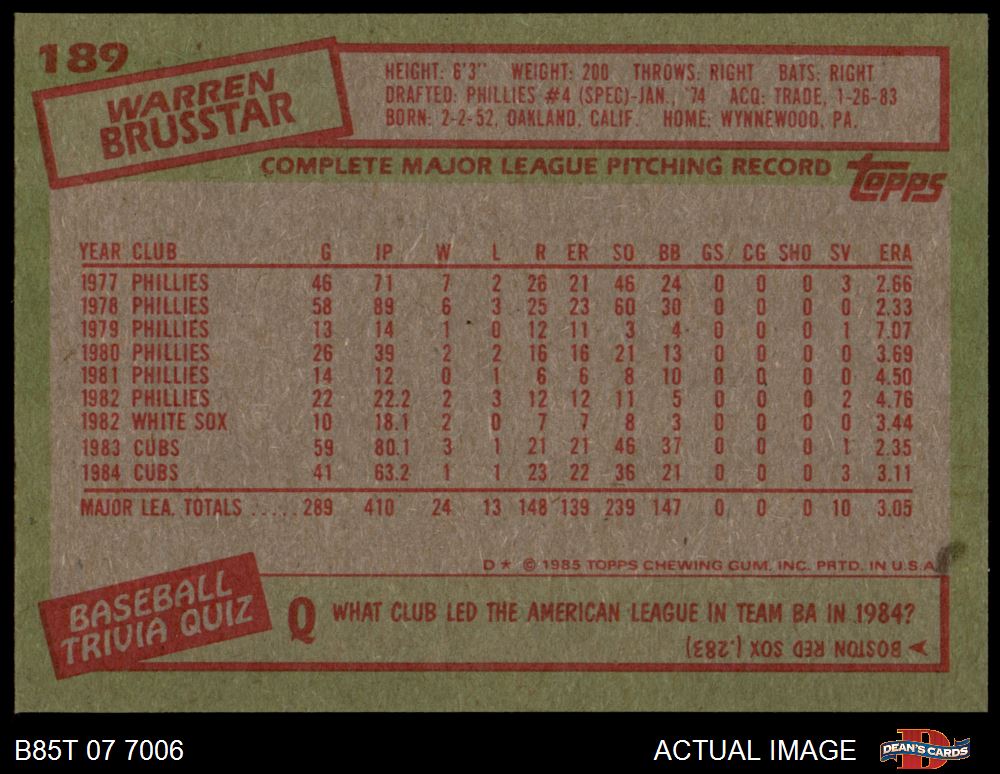 189
WARREN
BRUSSTAR
HEIGHT: 6'3" WEIGHT: 200 THROWS: RIGHT BATS: RIGHT
DRAFTED: PHILLIES #4 (SPEC)-JAN., '74 ACQ: TRADE, 1-26-83
BORN: 2-2-52, OAKLAND, CALIF. HOME: WYNNEWOOD, PA.
COMPLETE MAJOR LEAGUE PITCHING RECORD
TOPPS
YEAR CLUB G IP W L R ER SO BB GS CG SHO SV ERA
1977 PHILLIES 46 71 7 2 26 21 46 24 0 0 0 3 2.66
1978 PHILLIES 58 89 6 3 25 23 60 30 0 0 0 0 2.33
1979 PHILLIES 13 14 1 0 12 11 3 4 0 0 0 1 7.07
1980 PHILLIES 26 39 2 2 16 16 21 13 0 0 0 0 3.69
1981 PHILLIES 14 12 0 1 6 6 8 10 0 0 0 0 4.50
1982 PHILLIES 22 22.2 2 3 12 12 11 5 0 0 0 2 4.76
1982 WHITE SOX 10 18.1 2 0 7 7 8 3 0 0 0 0 3.44
1983 CUBS 59 80.1 3 1 21 21 46 37 0 0 0 1 2.35
1984 CUBS 41 63.2 1 1 23 22 36 21 0 0 0 3 3.11
MAJOR LEA. TOTALS ..... 289 410 24 13 148 139 239 147 0 0 0 10 3.05
D* © 1985 TOPPS CHEWING GUM, INC. PRTD. IN U.S.A.
BASEBALL
TRIVIA QUIZ
Q WHAT CLUB LED THE AMERICAN LEAGUE IN TEAM BA IN 1984?
BOSTON RED SOX (.283)
B85T 07 7006
ACTUAL IMAGE
D
DEAN'S CARDS